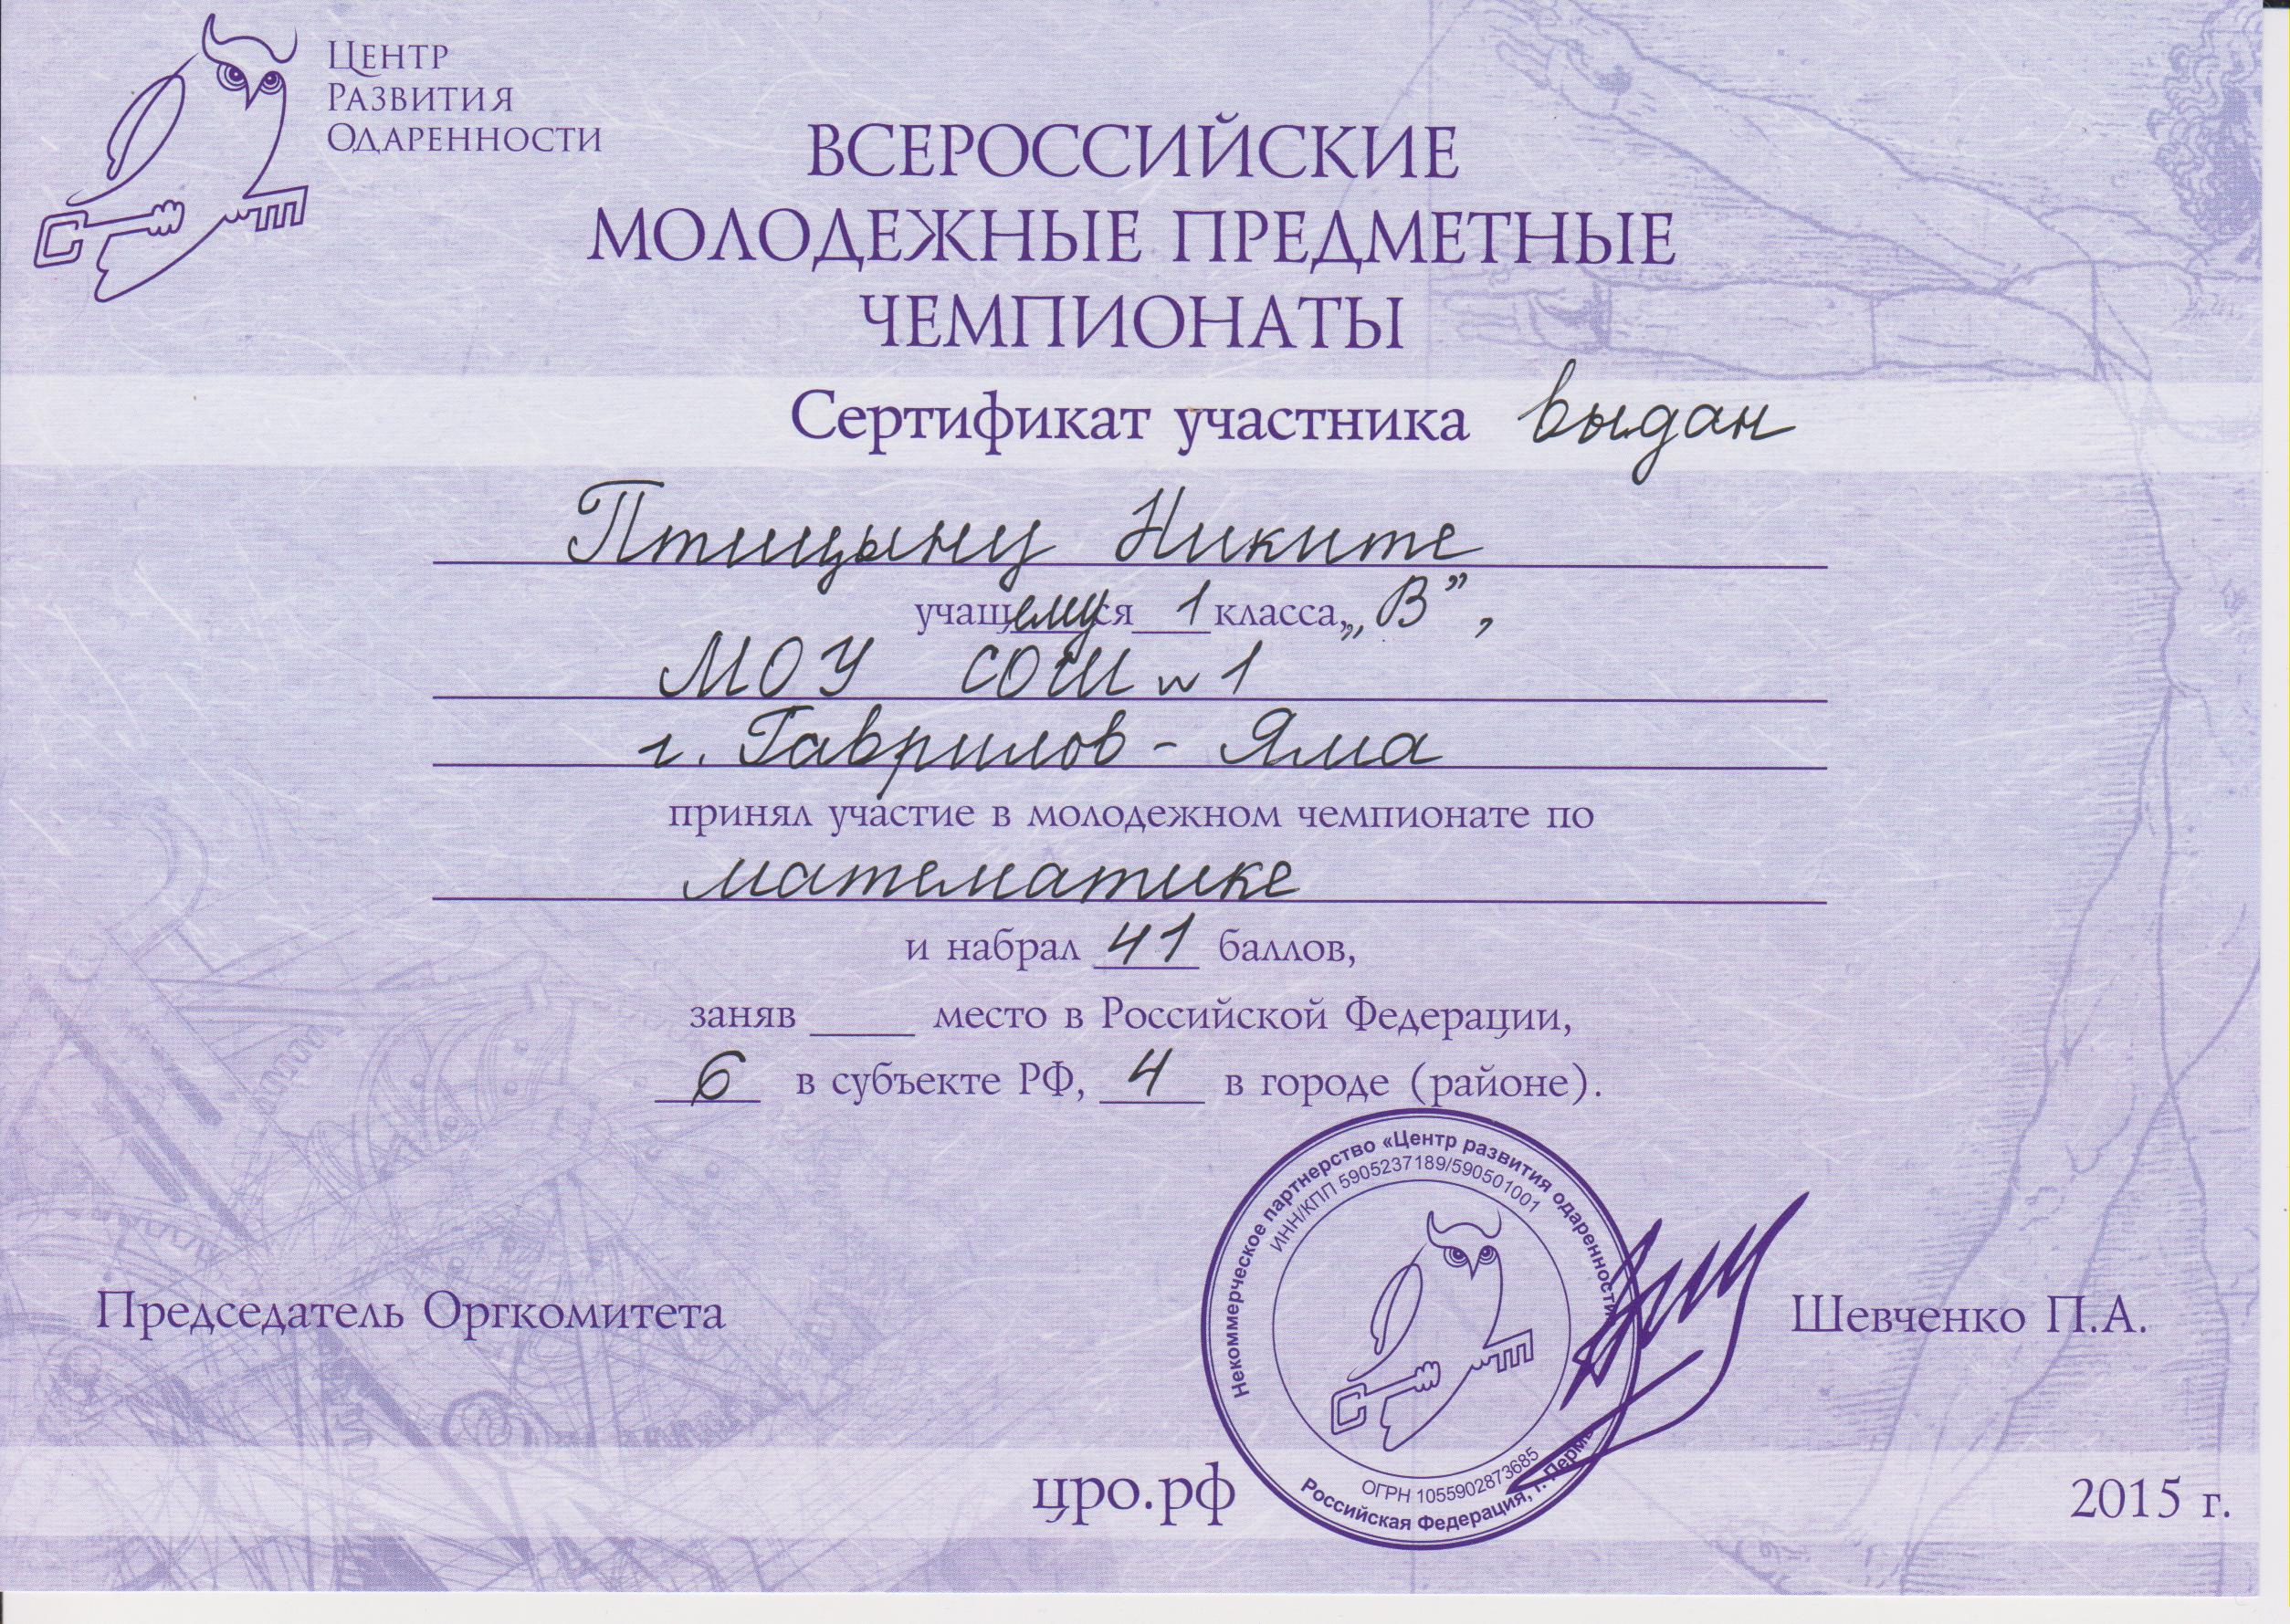 ЦЕНТР
РАЗВИТИЯ
ОДАРЕННОСТИ
ВСЕРОССИЙСКИЕ
МОЛОДЕЖНЫЕ ПРЕДМЕТНЫЕ
ЧЕМПИОНАТЫ
Сертификат участника выдан
Птицыну Никите
учащемуся 1 класса, „В”,
МОУ СОШ № 1
г. Гаврилов - Яма
принял участие в молодежном чемпионате по
математике
и набрал 41 баллов,
заняв ____ место в Российской Федерации,
6 в субъекте РФ, 4 в городе (районе).
Некоммерческое партнерство «Центр развития одаренности»
ИНН/КПП 5905237189/590501001
ОГРН 1055902873685
Российская Федерация, г. Пермь
Председатель Оргкомитета
Шевченко П.А.
цро.рф
2015 г.